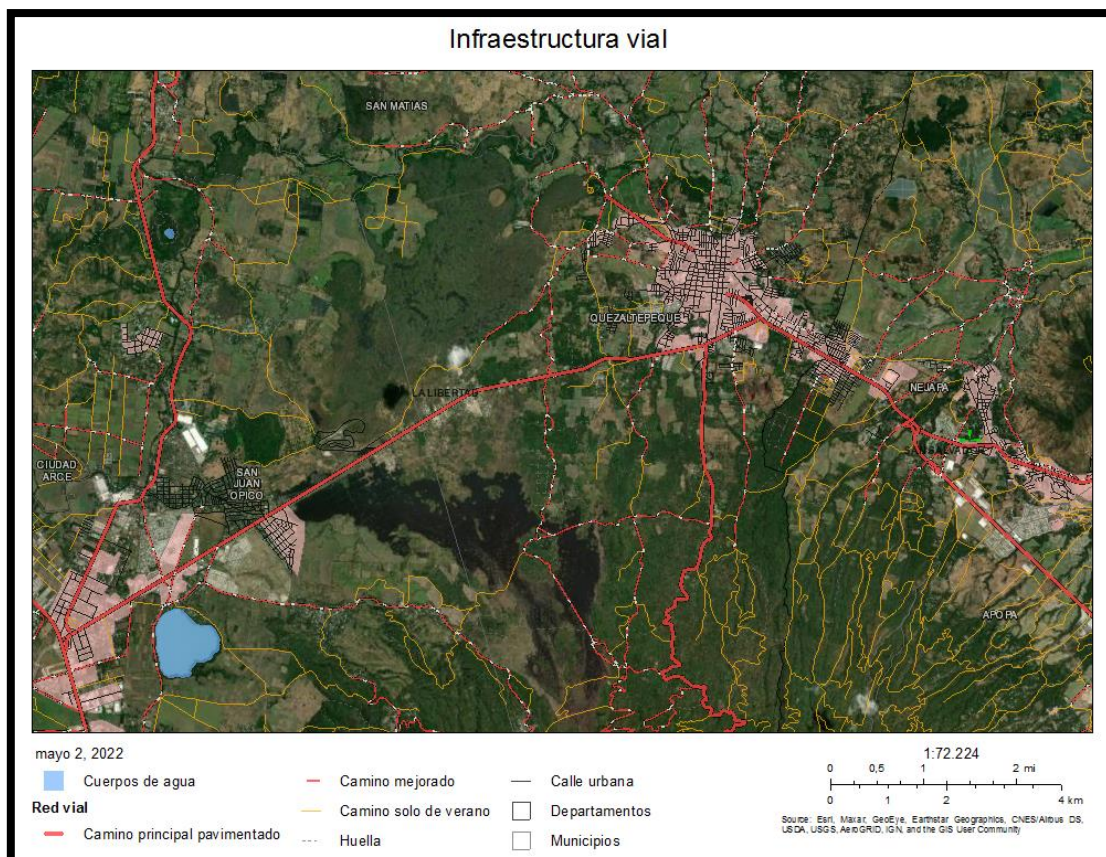 Infraestructura vial
SAN MATIAS
QUEZALTEPEQUE
LA LIBERTAD
NEJAPA
SAN SALVADOR
CIUDAD
ARCE
SAN
JUAN
OPICO
APOPA
mayo 2, 2022
Cuerpos de agua
Red vial
Camino principal pavimentado
Camino mejorado
Camino solo de verano
Huella
Calle urbana
Departamentos
Municipios
1:72.224
0 0,5 1 2 mi
0 1 2 4 km
Source: Esri, Maxar, GeoEye, Earthstar Geographics, CNES/Airbus DS,
USDA, USGS, AeroGRID, IGN, and the GIS User Community